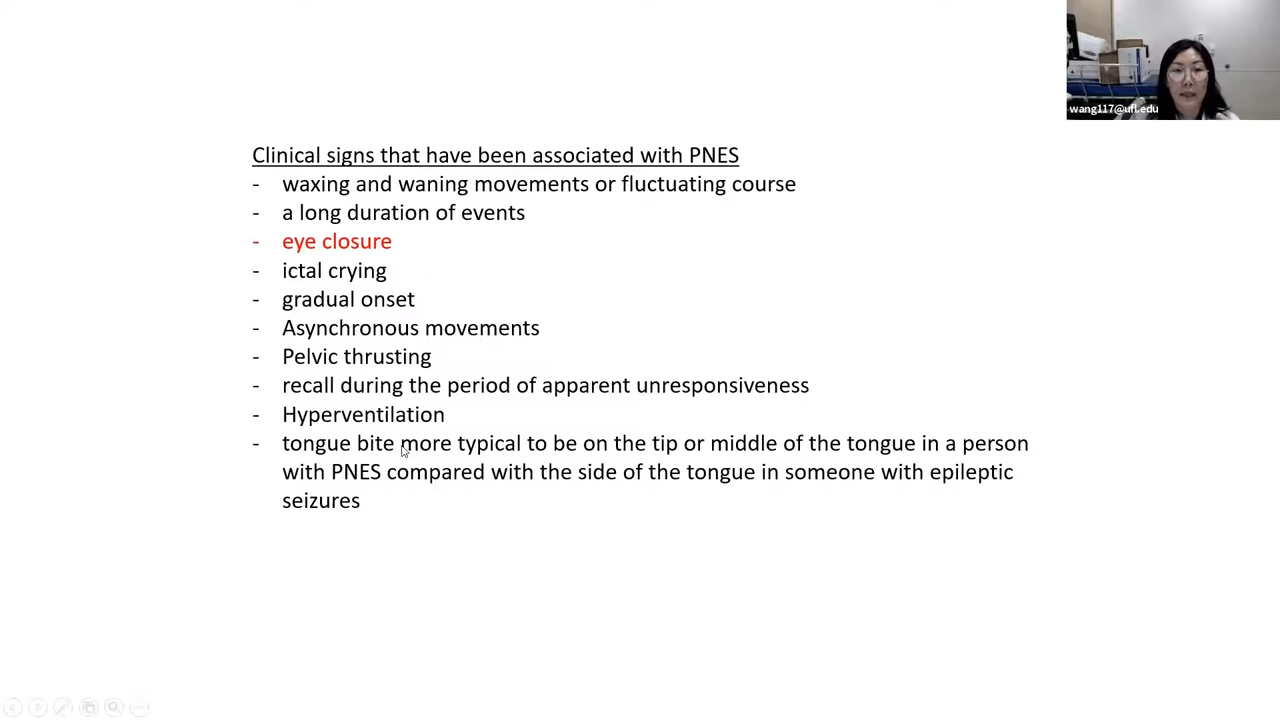 wang117@ufl.edu
Clinical signs that have been associated with PNES
- waxing and waning movements or fluctuating course
- a long duration of events
- eye closure
- ictal crying
- gradual onset
- Asynchronous movements
- Pelvic thrusting
- recall during the period of apparent unresponsiveness
- Hyperventilation
- tongue bite more typical to be on the tip or middle of the tongue in a person
with PNES compared with the side of the tongue in someone with epileptic
seizures